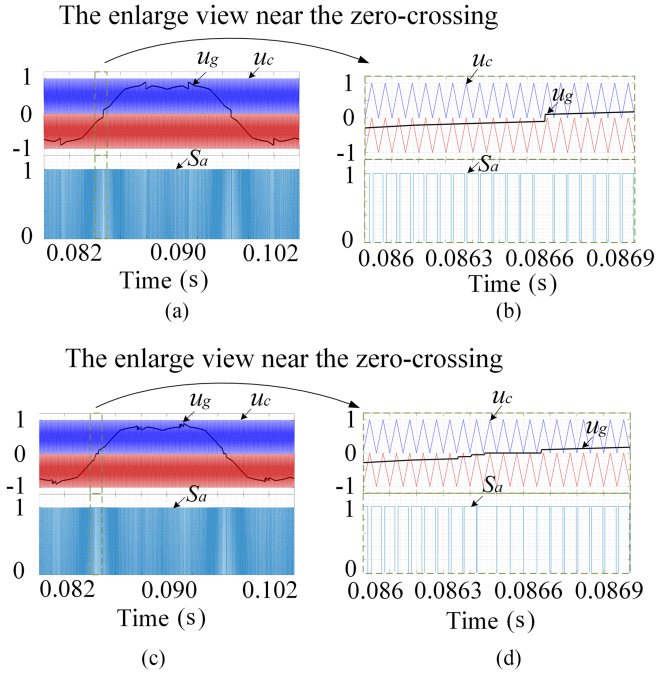 The enlarge view near the zero-crossing
1
0
-1
u_g
u_c
1
0
S_a
0.082 0.090 0.102
Time (s)
(a)
1
0
-1
u_c
u_g
1
0
S_a
0.086 0.0863 0.0866 0.0869
Time (s)
(b)
The enlarge view near the zero-crossing
1
0
-1
u_g
u_c
1
0
S_a
0.082 0.090 0.102
Time (s)
(c)
1
0
-1
u_c
u_g
1
0
S_a
0.086 0.0863 0.0866 0.0869
Time (s)
(d)